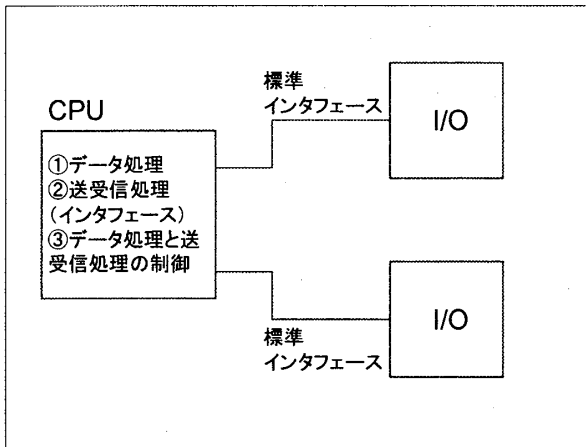 CPU
①データ処理
②送受信処理
(インタフェース)
③データ処理と送
受信処理の制御
標準
インタフェース
I/O
標準
インタフェース
I/O